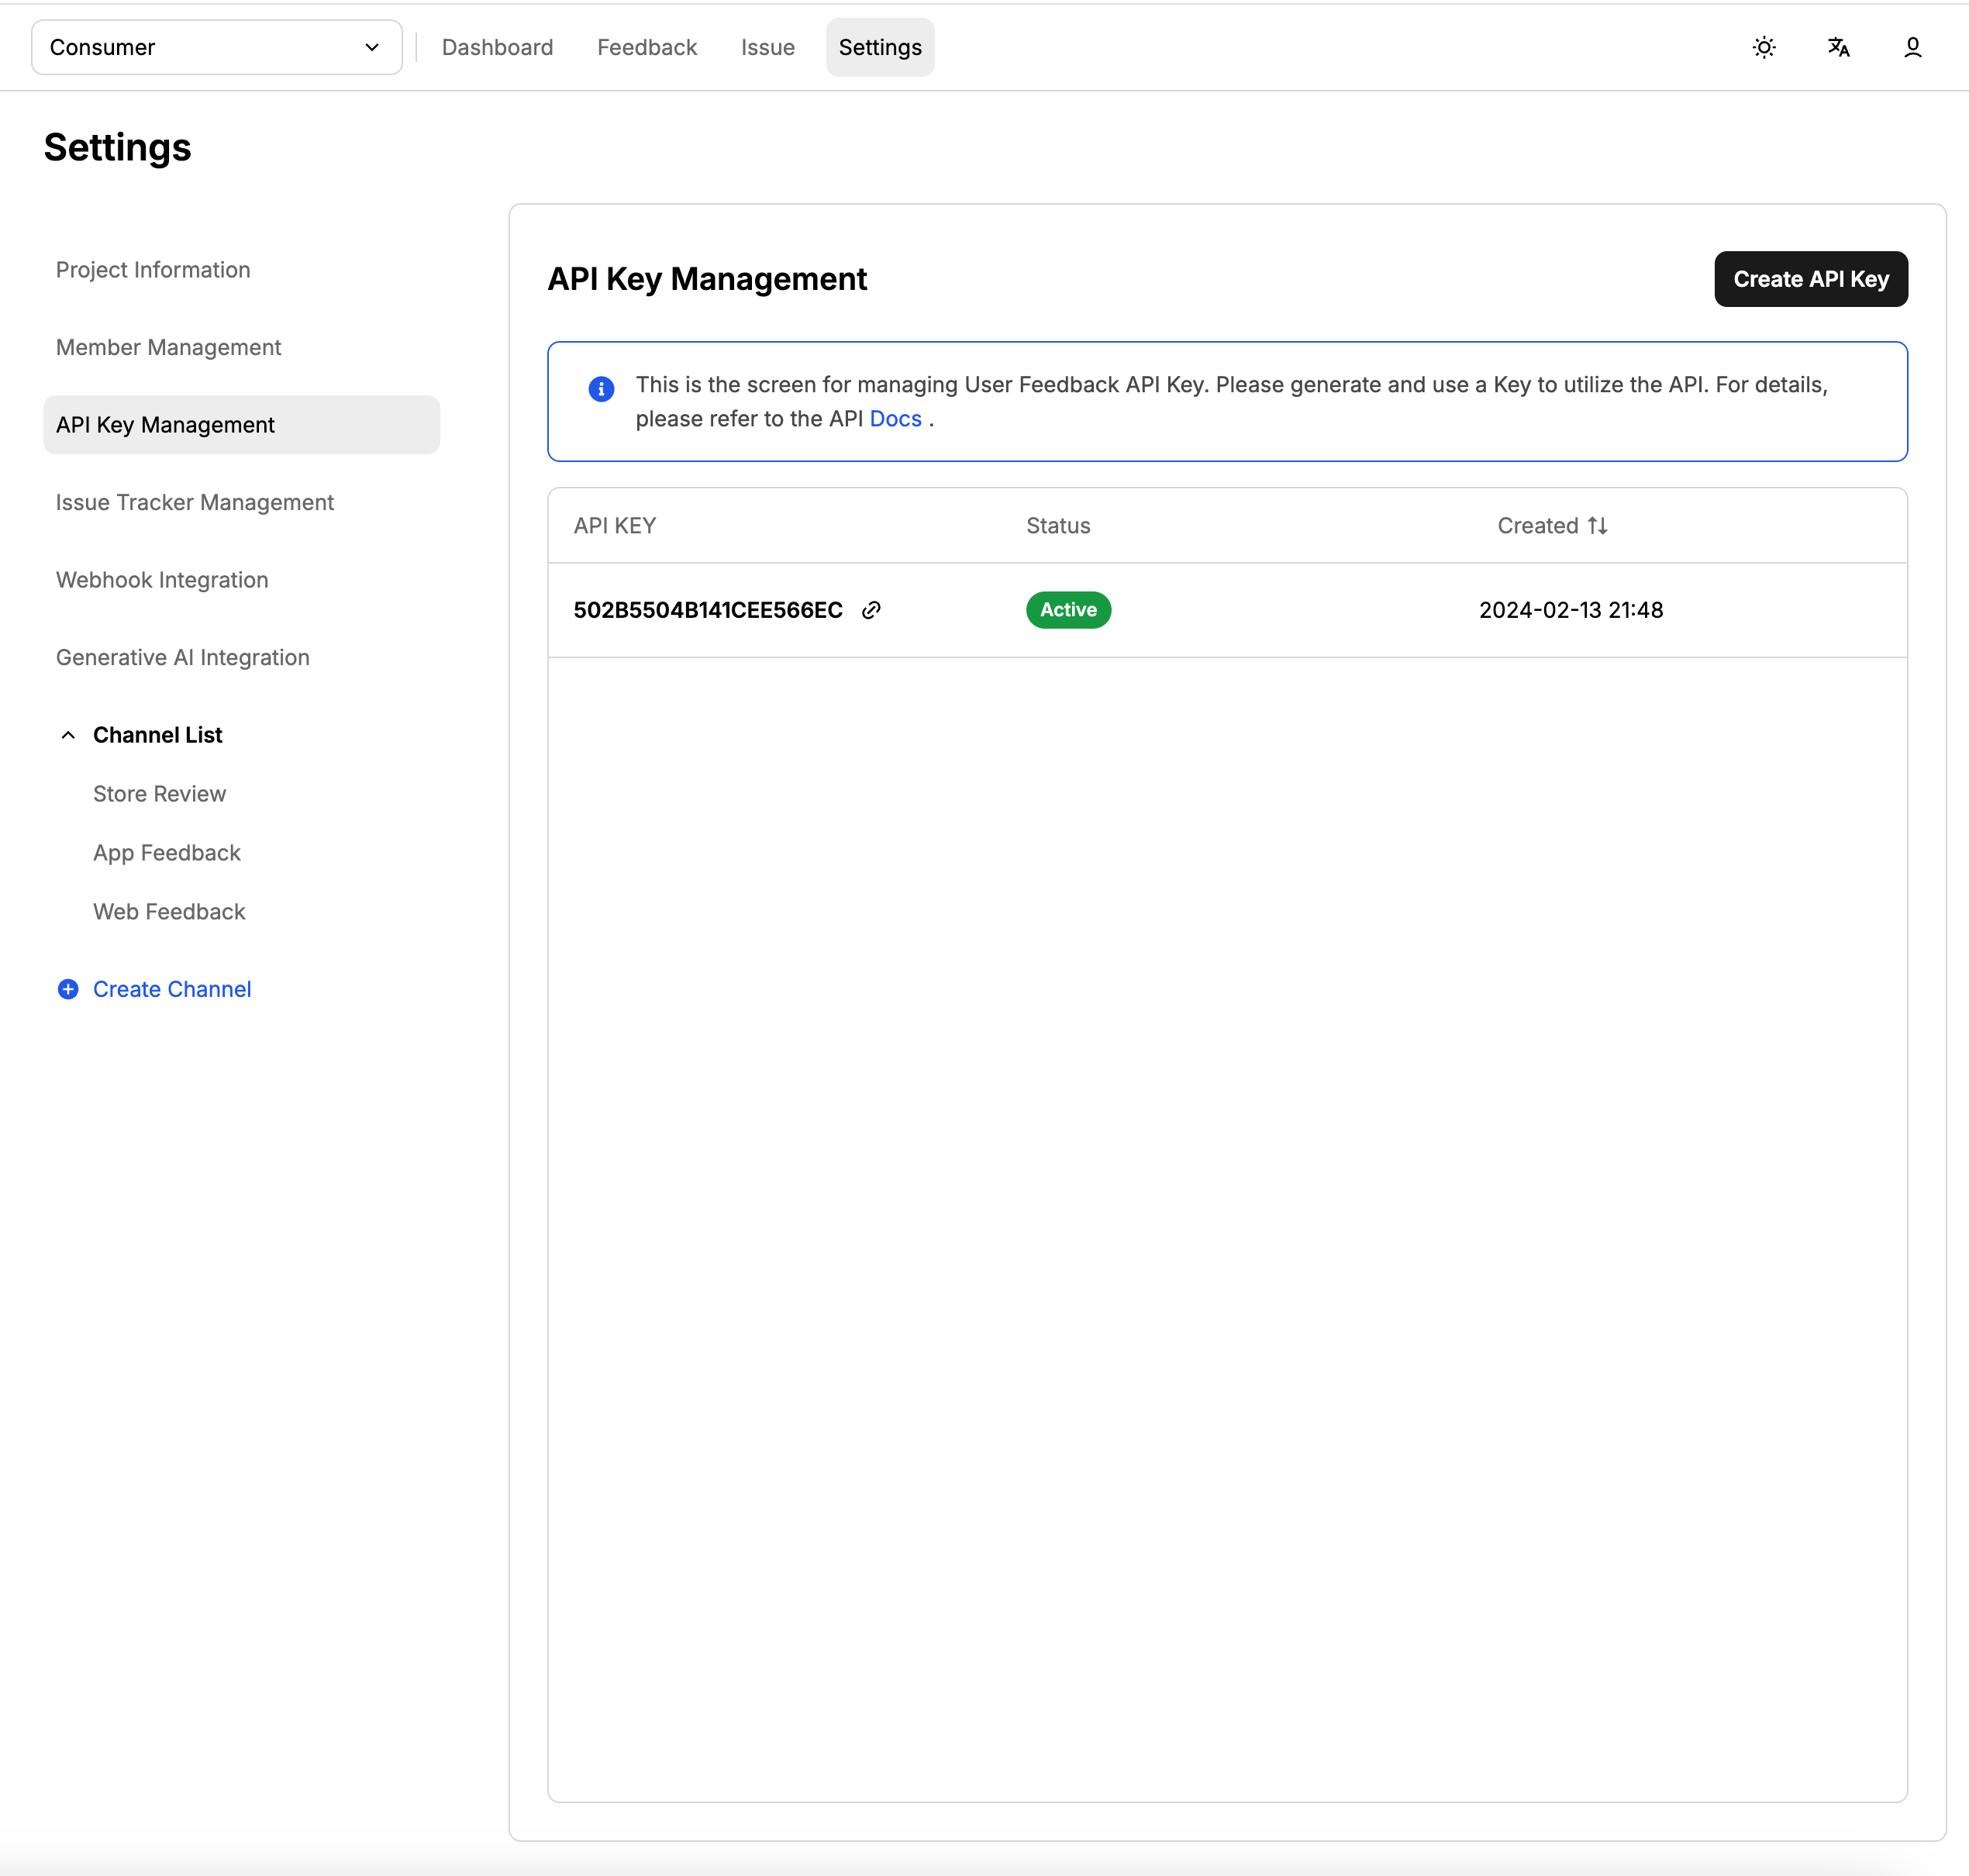 Consumer
Dashboard
Feedback
Issue
Settings
Settings
Project Information
Member Management
API Key Management
Issue Tracker Management
Webhook Integration
Generative AI Integration
Channel List
Store Review
App Feedback
Web Feedback
Create Channel
API Key Management
Create API Key
This is the screen for managing User Feedback API Key. Please generate and use a Key to utilize the API. For details,
please refer to the API Docs .
API KEY
Status
Created
502B5504B141CEE566EC
Active
2024-02-13 21:48